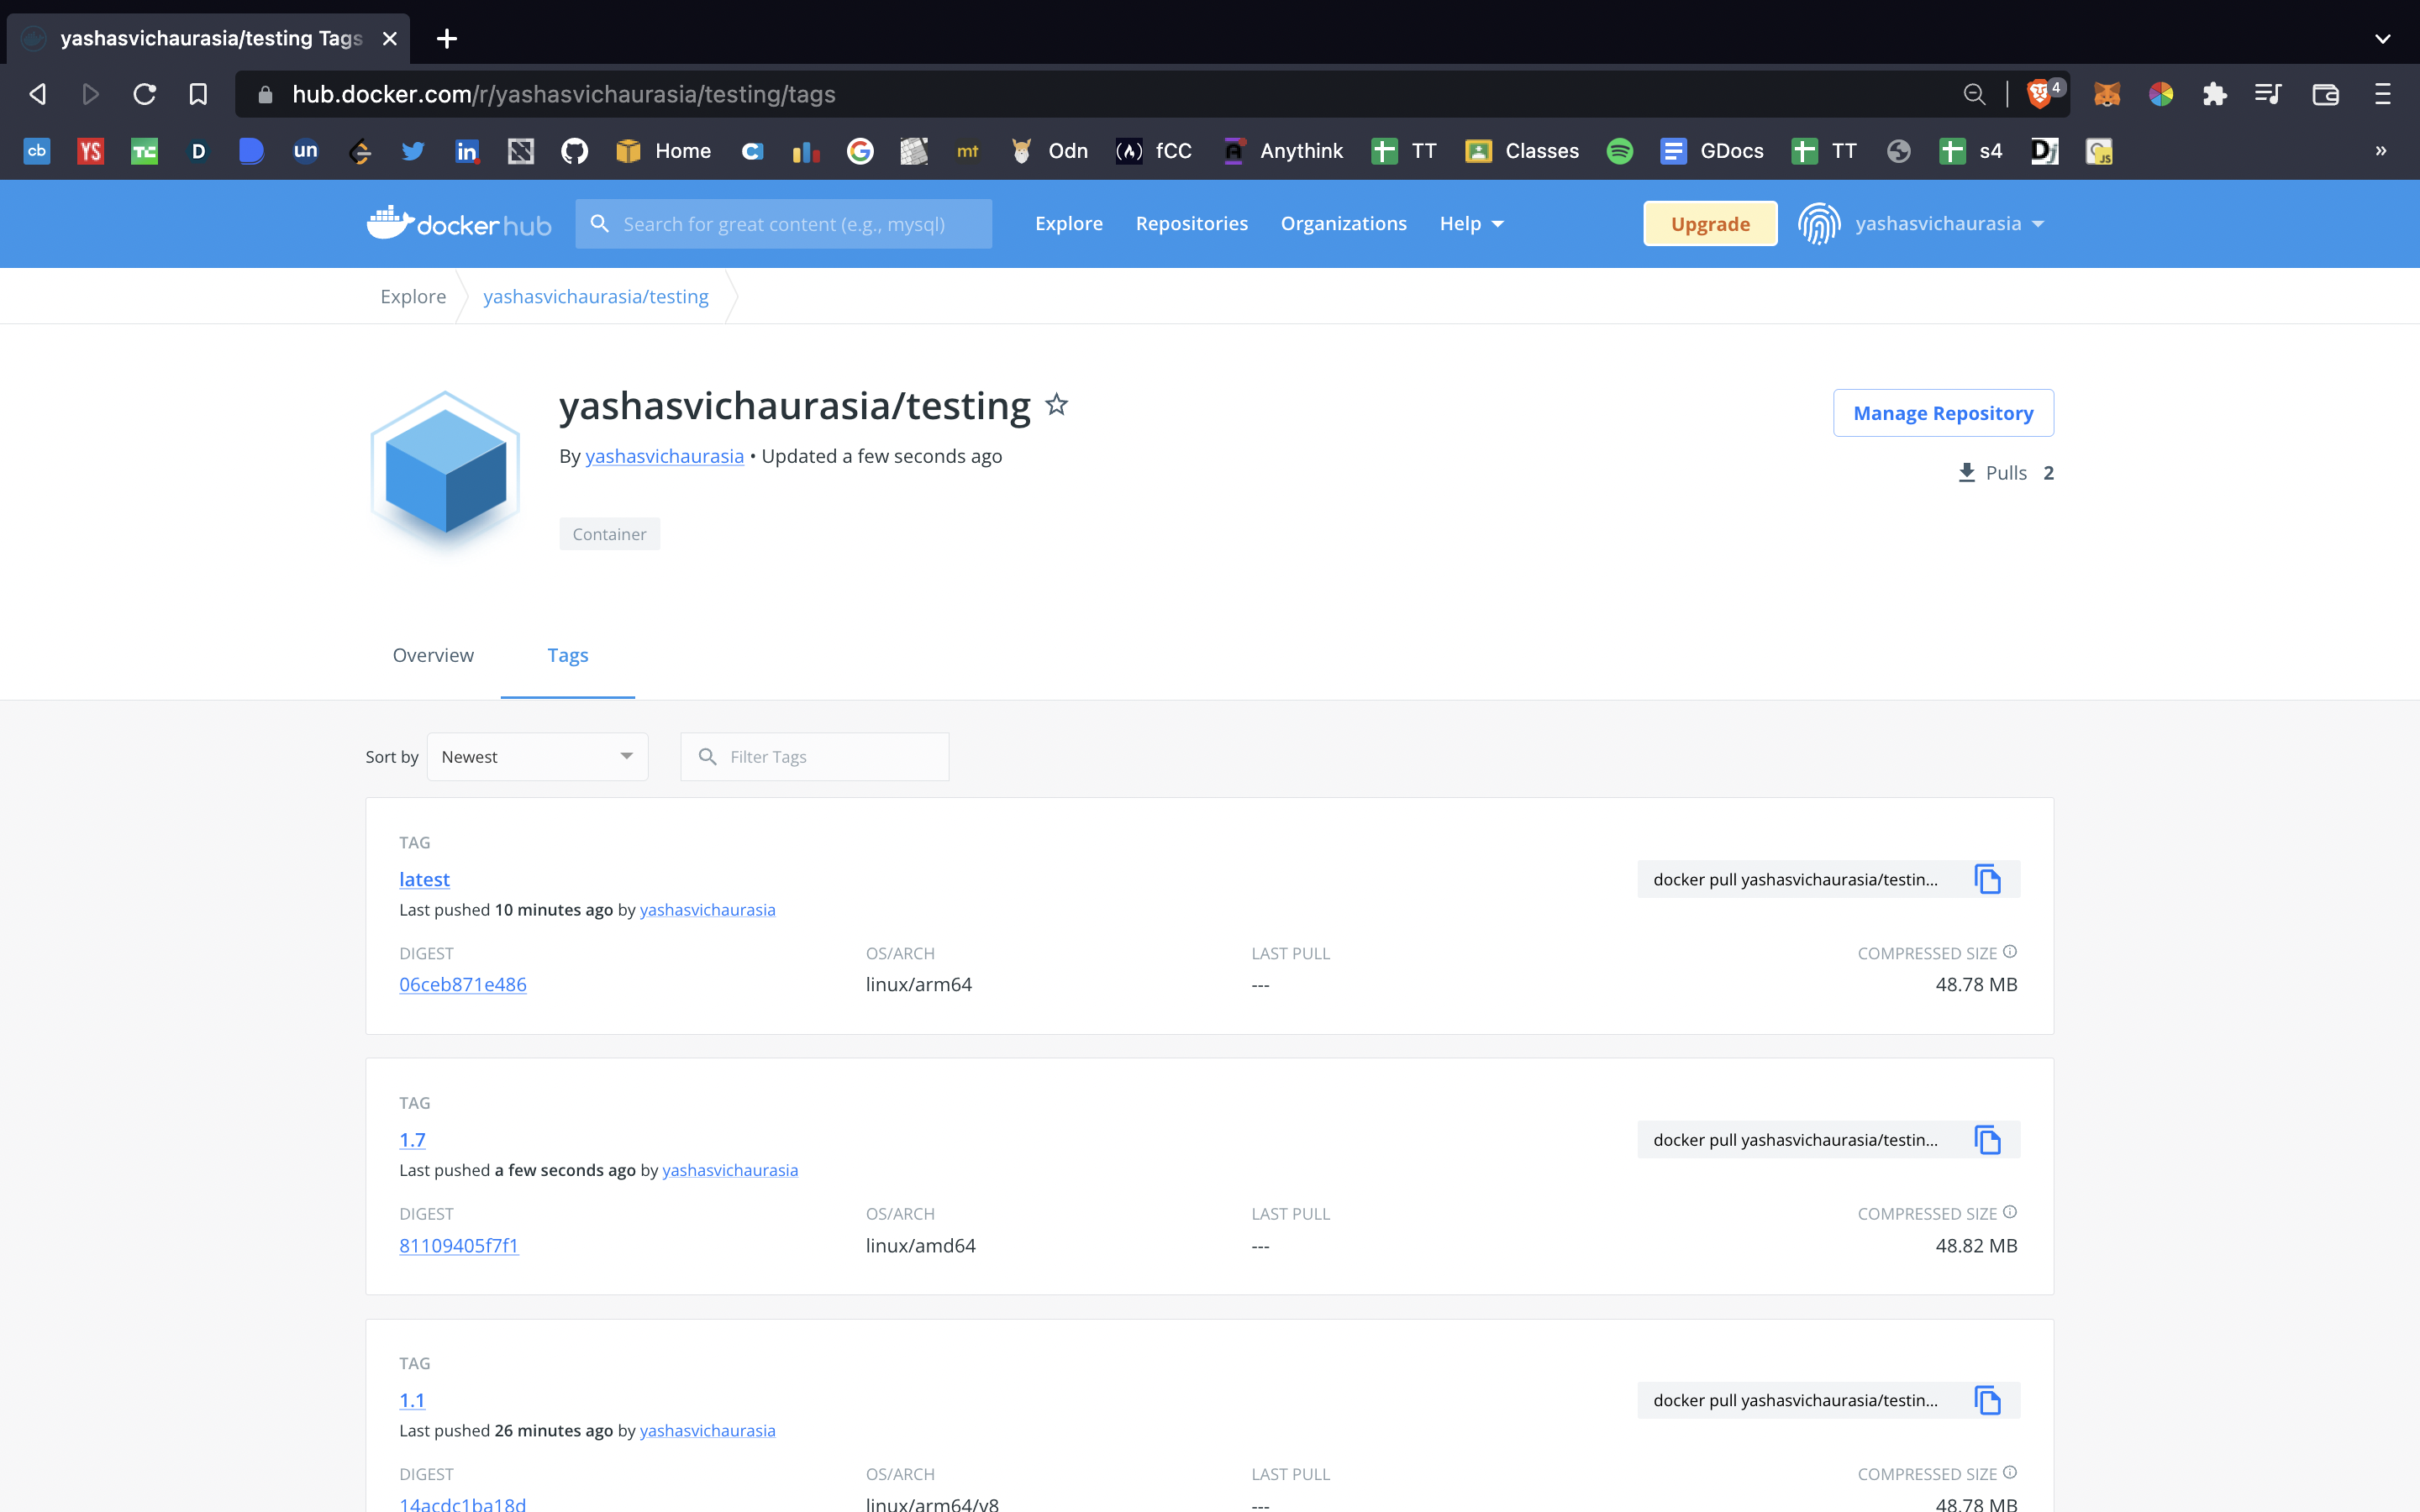 yashasvichaurasia/testing Tags
hub.docker.com/r/yashasvichaurasia/testing/tags
4
cb YS TC D un in Home C G mt Odn fCC A Anythink TT Classes GDocs TT s4 Dj JS »
docker hub Search for great content (e.g., mysql) Explore Repositories Organizations Help Upgrade yashasvichaurasia
Explore yashasvichaurasia/testing
yashasvichaurasia/testing
Manage Repository
By yashasvichaurasia • Updated a few seconds ago
Pulls 2
Container
Overview Tags
Sort by Newest Filter Tags
TAG
latest
docker pull yashasvichaurasia/testin...
Last pushed 10 minutes ago by yashasvichaurasia
DIGEST OS/ARCH LAST PULL COMPRESSED SIZE
06ceb871e486 linux/arm64 --- 48.78 MB
TAG
1.7
docker pull yashasvichaurasia/testin...
Last pushed a few seconds ago by yashasvichaurasia
DIGEST OS/ARCH LAST PULL COMPRESSED SIZE
81109405f7f1 linux/amd64 --- 48.82 MB
TAG
1.1
docker pull yashasvichaurasia/testin...
Last pushed 26 minutes ago by yashasvichaurasia
DIGEST OS/ARCH LAST PULL COMPRESSED SIZE
14acdc1ba18d linux/arm64/v8 --- 48.78 MB